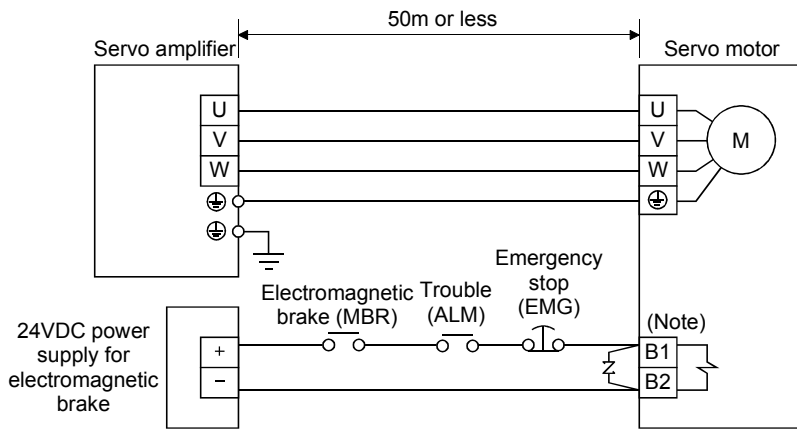 50m or less
Servo amplifier
Servo motor
U
U
V
V
M
W
W
Electromagnetic
brake (MBR)
Trouble
(ALM)
Emergency
stop
(EMG)
24VDC power
supply for
electromagnetic
brake
+
−
(Note)
B1
B2